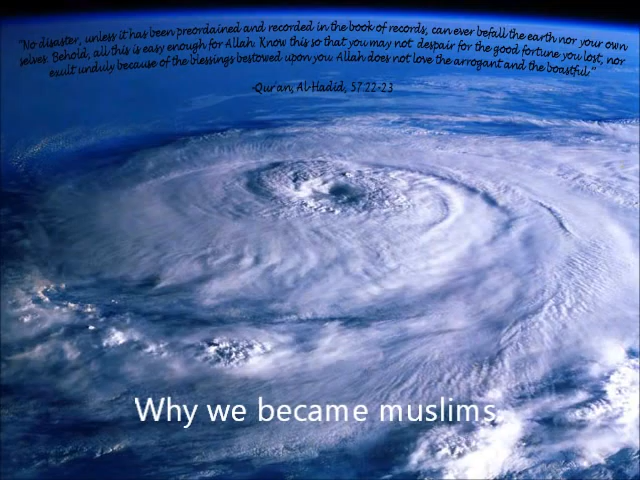 "No disaster, unless it has been preordained and recorded in the book of records, can ever befall the earth nor your own
selves. Behold, all this is easy enough for Allah. Know this so that you may not despair for the good fortune you lost, nor
exult unduly because of the blessings bestowed upon you. Allah does not love the arrogant and the boastful."
-Qur'an, Al-Hadid, 57:22-23
Why we became muslims.